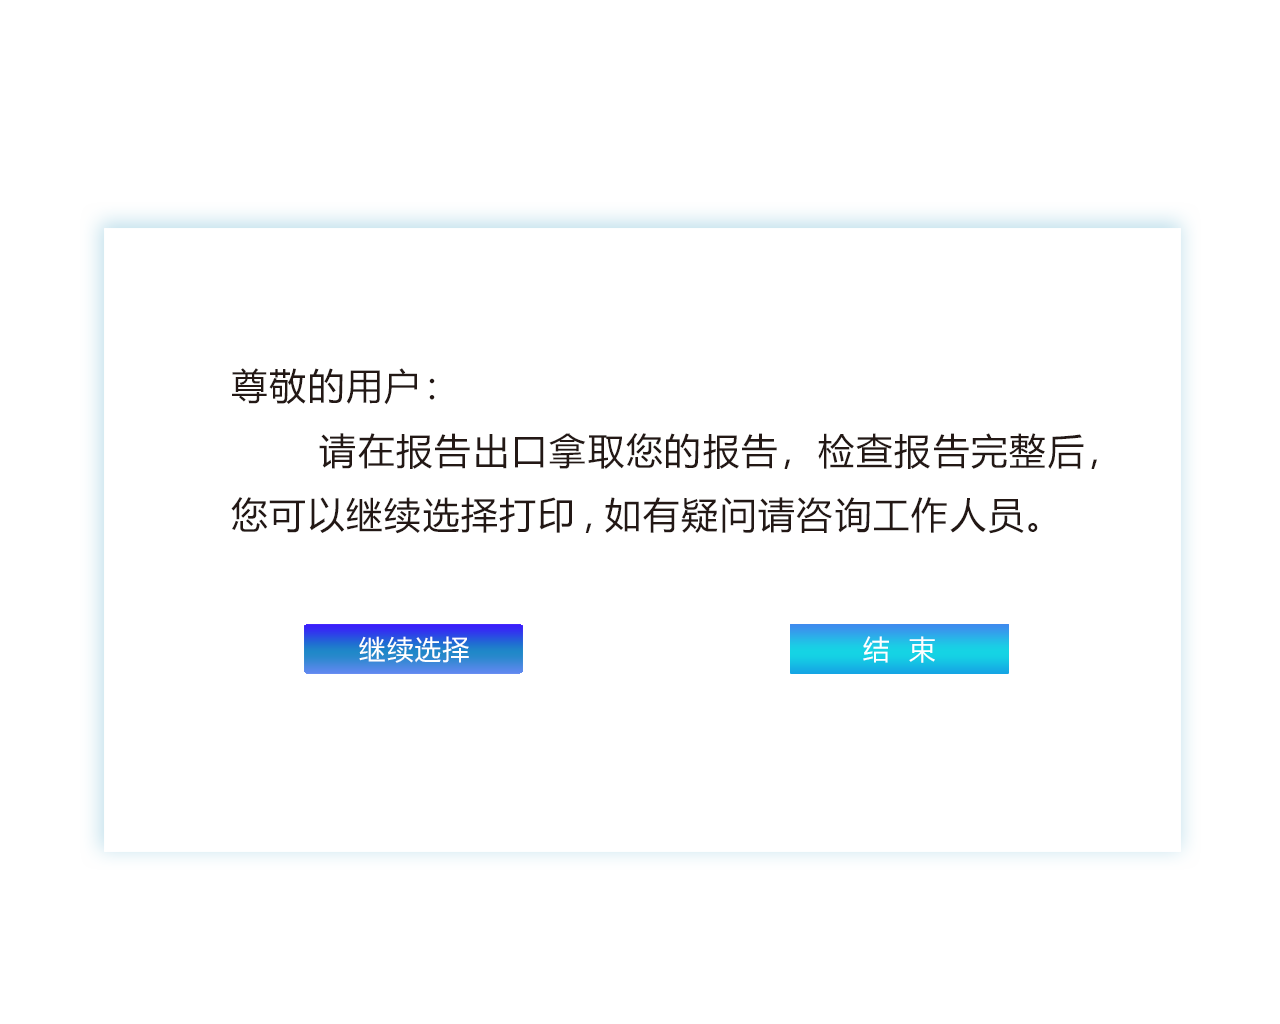 尊敬的用户：
请在报告出口拿取您的报告，检查报告完整后，
您可以继续选择打印，如有疑问请咨询工作人员。
继续选择
结 束